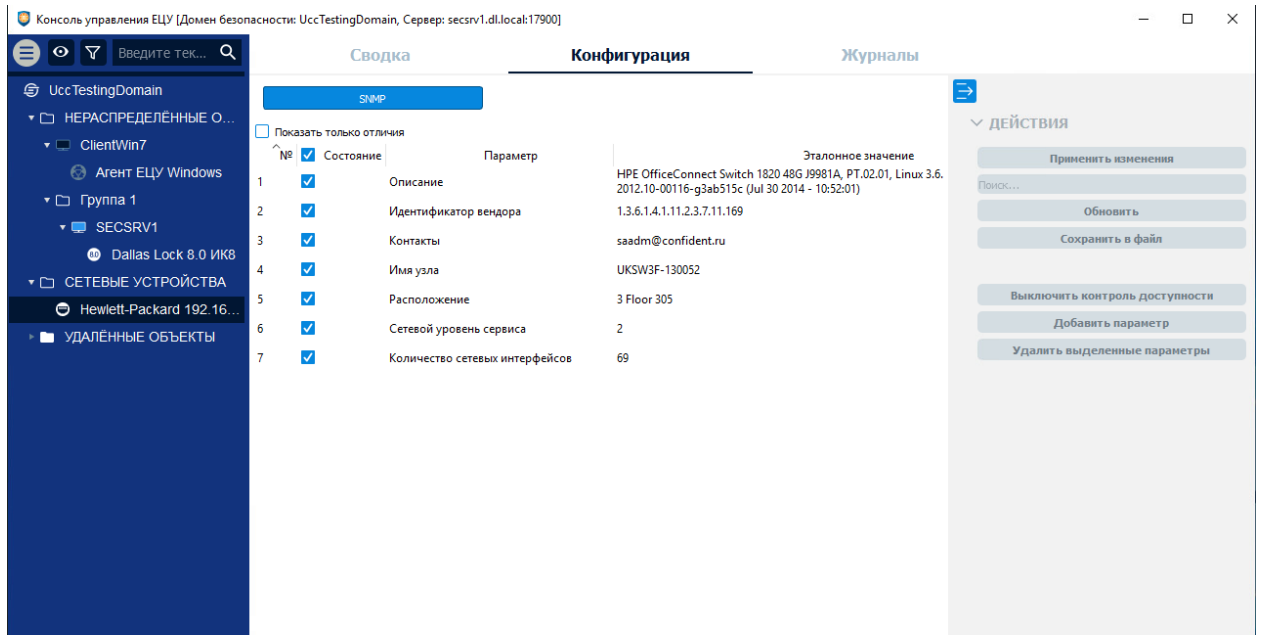 Консоль управления ЕЦУ [Домен безопасности: UccTestingDomain, Сервер: secsrv1.dl.local:17900]
Введите тек...
Сводка
Конфигурация
Журналы
UccTestingDomain
НЕРАСПРЕДЕЛЁННЫЕ О...
ClientWin7
Агент ЕЦУ Windows
Группа 1
SECSRV1
8.0 Dallas Lock 8.0 ИК8
СЕТЕВЫЕ УСТРОЙСТВА
Hewlett-Packard 192.16...
УДАЛЁННЫЕ ОБЪЕКТЫ
SNMP
Показать только отличия
№ Состояние Параметр Эталонное значение
1 Описание HPE OfficeConnect Switch 1820 48G J9981A, PT.02.01, Linux 3.6.
2012.10-00116-g3ab515c (Jul 30 2014 - 10:52:01)
2 Идентификатор вендора 1.3.6.1.4.1.11.2.3.7.11.169
3 Контакты saadm@confident.ru
4 Имя узла UKSW3F-130052
5 Расположение 3 Floor 305
6 Сетевой уровень сервиса 2
7 Количество сетевых интерфейсов 69
ДЕЙСТВИЯ
Применить изменения
Поиск...
Обновить
Сохранить в файл
Выключить контроль доступности
Добавить параметр
Удалить выделенные параметры